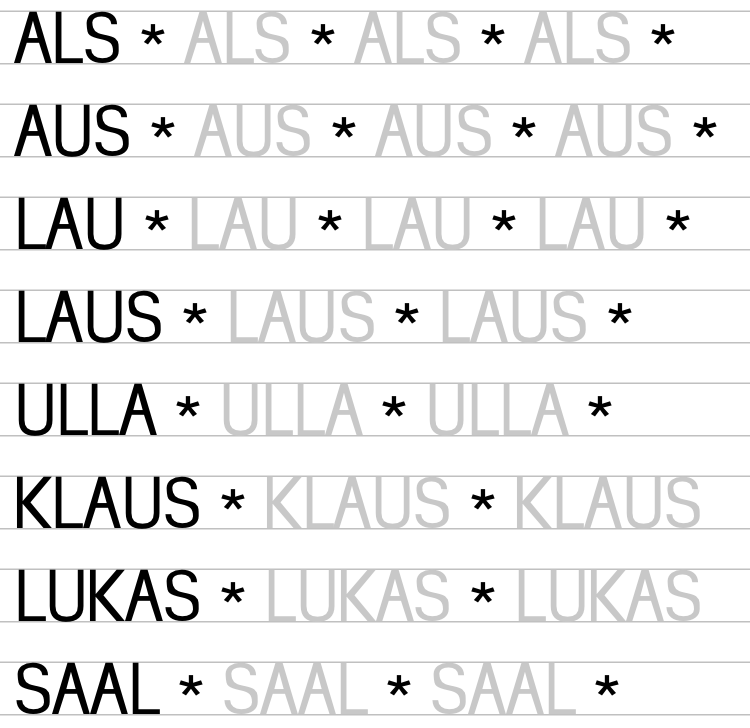 ALS * ALS * ALS * ALS *
AUS * AUS * AUS * AUS *
LAU * LAU * LAU * LAU *
LAUS * LAUS * LAUS *
ULLA * ULLA * ULLA *
KLAUS * KLAUS * KLAUS
LUKAS * LUKAS * LUKAS
SAAL * SAAL * SAAL *